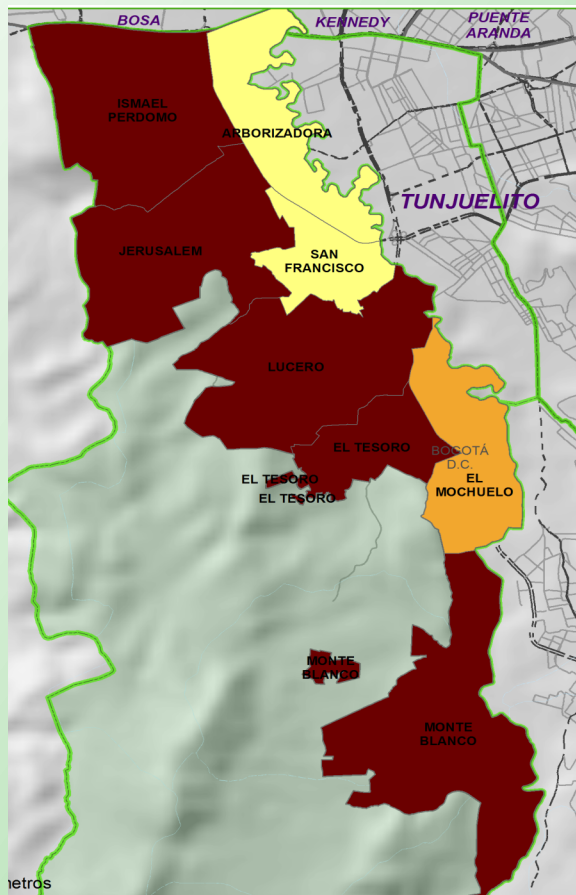 BOSA
KENNEDY
PUENTE
ARANDA
ISMAEL
PERDOMO
ARBORIZADORA
TUNJUELITO
JERUSALEM
SAN
FRANCISCO
LUCERO
EL TESORO
BOGOTÁ
D.C.
EL TESORO
EL
MOCHUELO
EL TESORO
MONTE
BLANCO
MONTE
BLANCO
metros